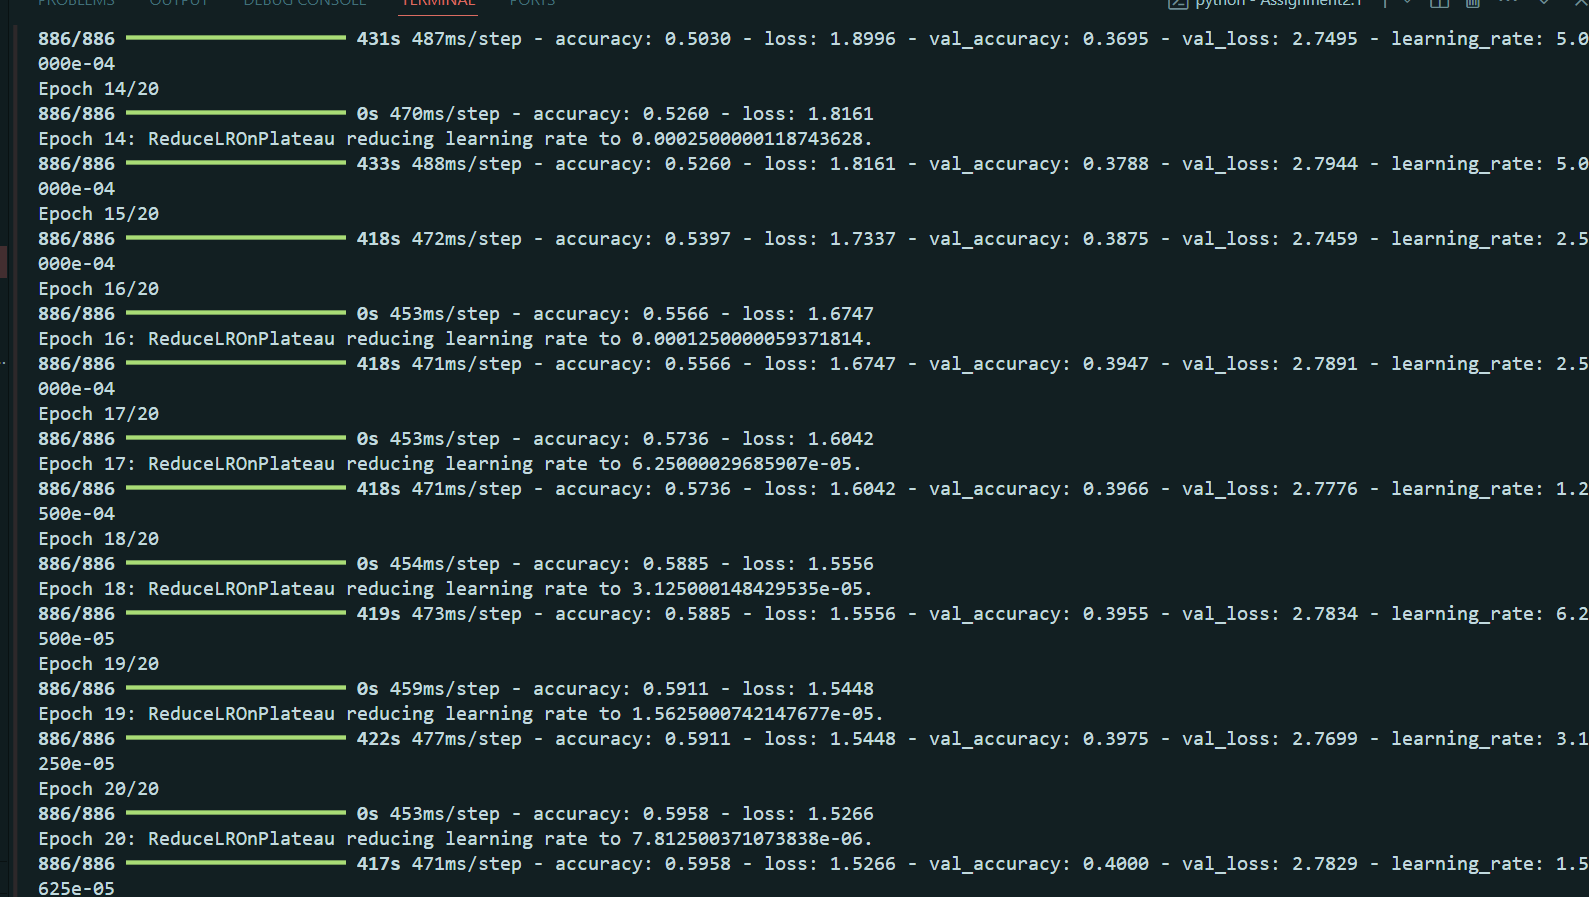 PROBLEMS OUTPUT DEBUG CONSOLE TERMINAL PORTS python - Assignment2.1
886/886 431s 487ms/step - accuracy: 0.5030 - loss: 1.8996 - val_accuracy: 0.3695 - val_loss: 2.7495 - learning_rate: 5.0
000e-04
Epoch 14/20
886/886 0s 470ms/step - accuracy: 0.5260 - loss: 1.8161
Epoch 14: ReduceLROnPlateau reducing learning rate to 0.0002500000118743628.
886/886 433s 488ms/step - accuracy: 0.5260 - loss: 1.8161 - val_accuracy: 0.3788 - val_loss: 2.7944 - learning_rate: 5.0
000e-04
Epoch 15/20
886/886 418s 472ms/step - accuracy: 0.5397 - loss: 1.7337 - val_accuracy: 0.3875 - val_loss: 2.7459 - learning_rate: 2.5
000e-04
Epoch 16/20
886/886 0s 453ms/step - accuracy: 0.5566 - loss: 1.6747
Epoch 16: ReduceLROnPlateau reducing learning rate to 0.0001250000059371814.
886/886 418s 471ms/step - accuracy: 0.5566 - loss: 1.6747 - val_accuracy: 0.3947 - val_loss: 2.7891 - learning_rate: 2.5
000e-04
Epoch 17/20
886/886 0s 453ms/step - accuracy: 0.5736 - loss: 1.6042
Epoch 17: ReduceLROnPlateau reducing learning rate to 6.25000029685907e-05.
886/886 418s 471ms/step - accuracy: 0.5736 - loss: 1.6042 - val_accuracy: 0.3966 - val_loss: 2.7776 - learning_rate: 1.2
500e-04
Epoch 18/20
886/886 0s 454ms/step - accuracy: 0.5885 - loss: 1.5556
Epoch 18: ReduceLROnPlateau reducing learning rate to 3.125000148429535e-05.
886/886 419s 473ms/step - accuracy: 0.5885 - loss: 1.5556 - val_accuracy: 0.3955 - val_loss: 2.7834 - learning_rate: 6.2
500e-05
Epoch 19/20
886/886 0s 459ms/step - accuracy: 0.5911 - loss: 1.5448
Epoch 19: ReduceLROnPlateau reducing learning rate to 1.5625000742147677e-05.
886/886 422s 477ms/step - accuracy: 0.5911 - loss: 1.5448 - val_accuracy: 0.3975 - val_loss: 2.7699 - learning_rate: 3.1
250e-05
Epoch 20/20
886/886 0s 453ms/step - accuracy: 0.5958 - loss: 1.5266
Epoch 20: ReduceLROnPlateau reducing learning rate to 7.812500371073838e-06.
886/886 417s 471ms/step - accuracy: 0.5958 - loss: 1.5266 - val_accuracy: 0.4000 - val_loss: 2.7829 - learning_rate: 1.5
625e-05